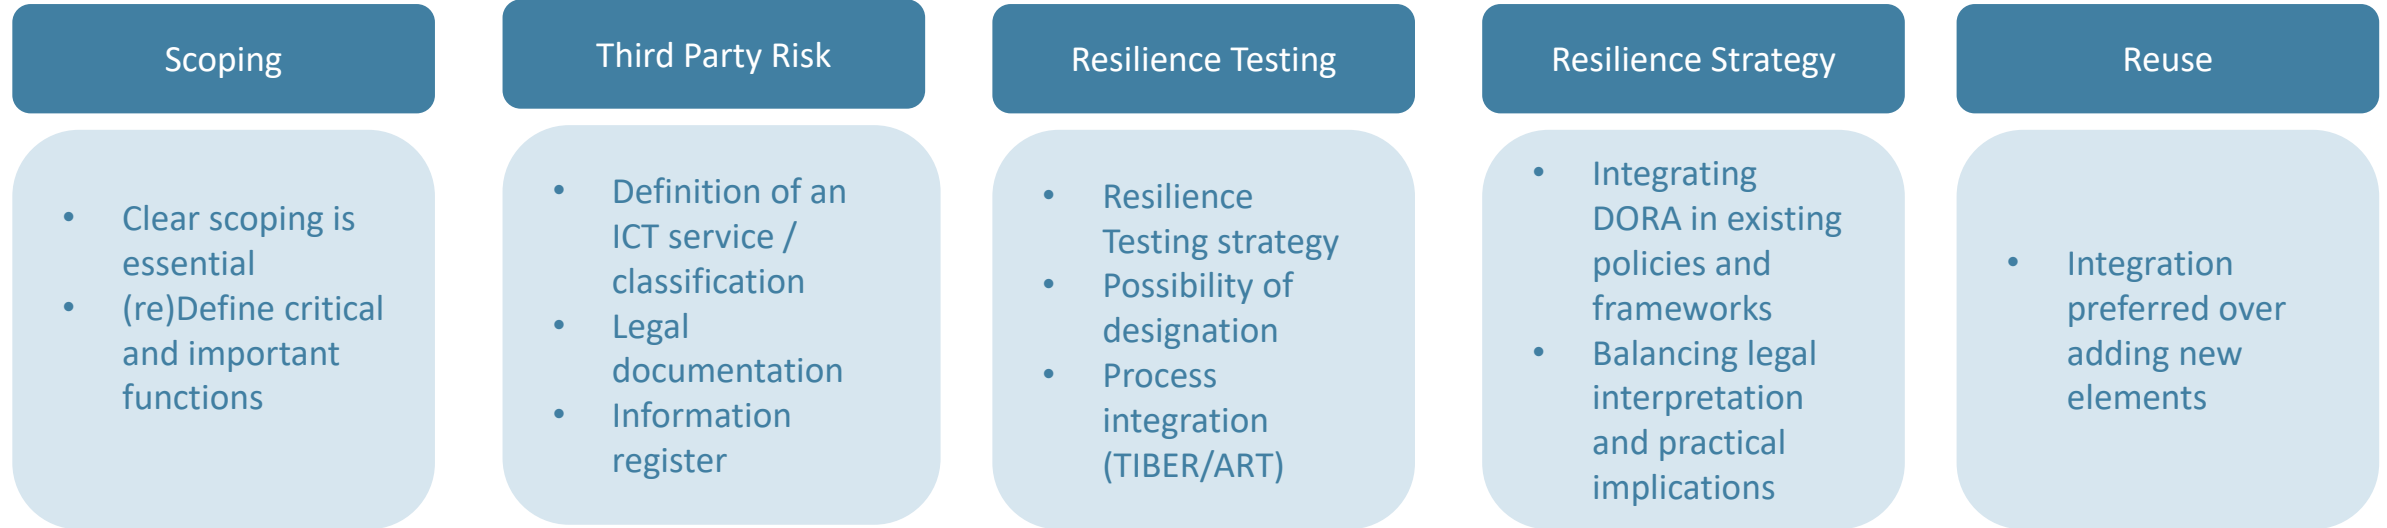 Scoping
• Clear scoping is
essential
• (re)Define critical
and important
functions
Third Party Risk
• Definition of an
ICT service /
classification
• Legal
documentation
• Information
register
Resilience Testing
• Resilience
Testing strategy
• Possibility of
designation
• Process
integration
(TIBER/ART)
Resilience Strategy
• Integrating
DORA in existing
policies and
frameworks
• Balancing legal
interpretation
and practical
implications
Reuse
• Integration
preferred over
adding new
elements